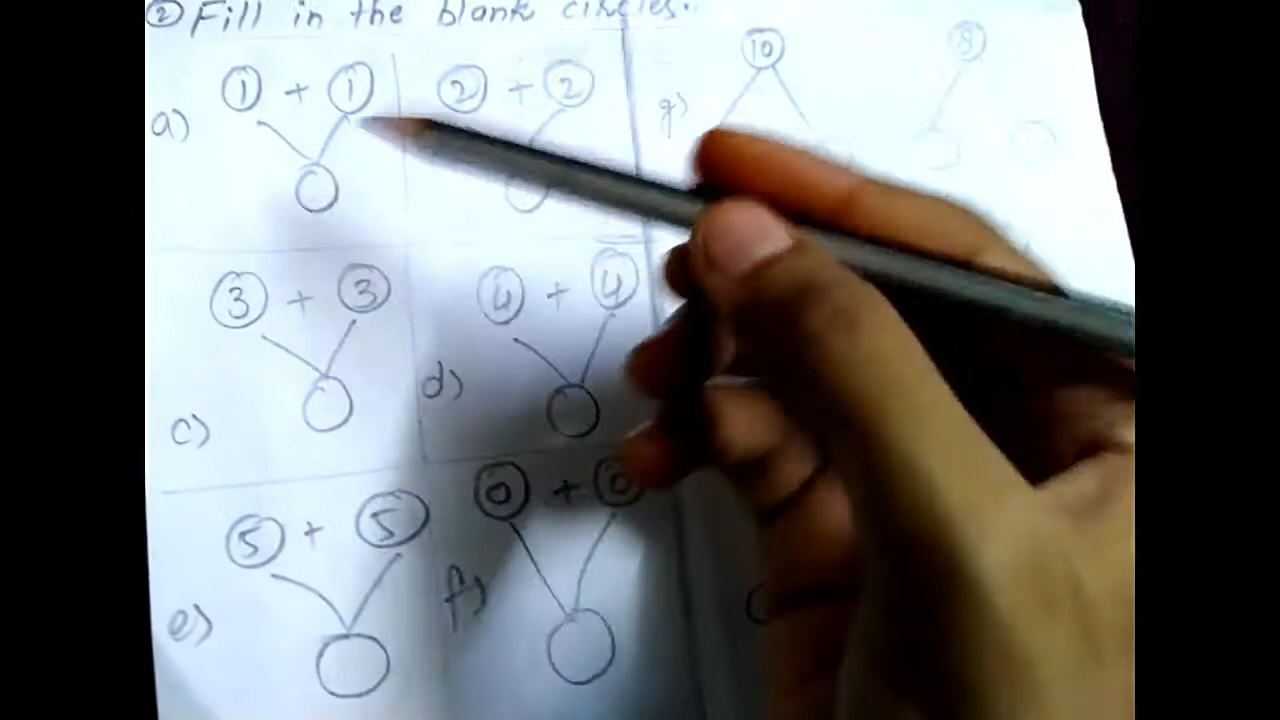 ② Fill in the blank circles.
a) ① + ①
② + ②
c) ③ + ③
d) ④ + ④
e) ⑤ + ⑤
f) ⓪ + ⓪
g) ⑩